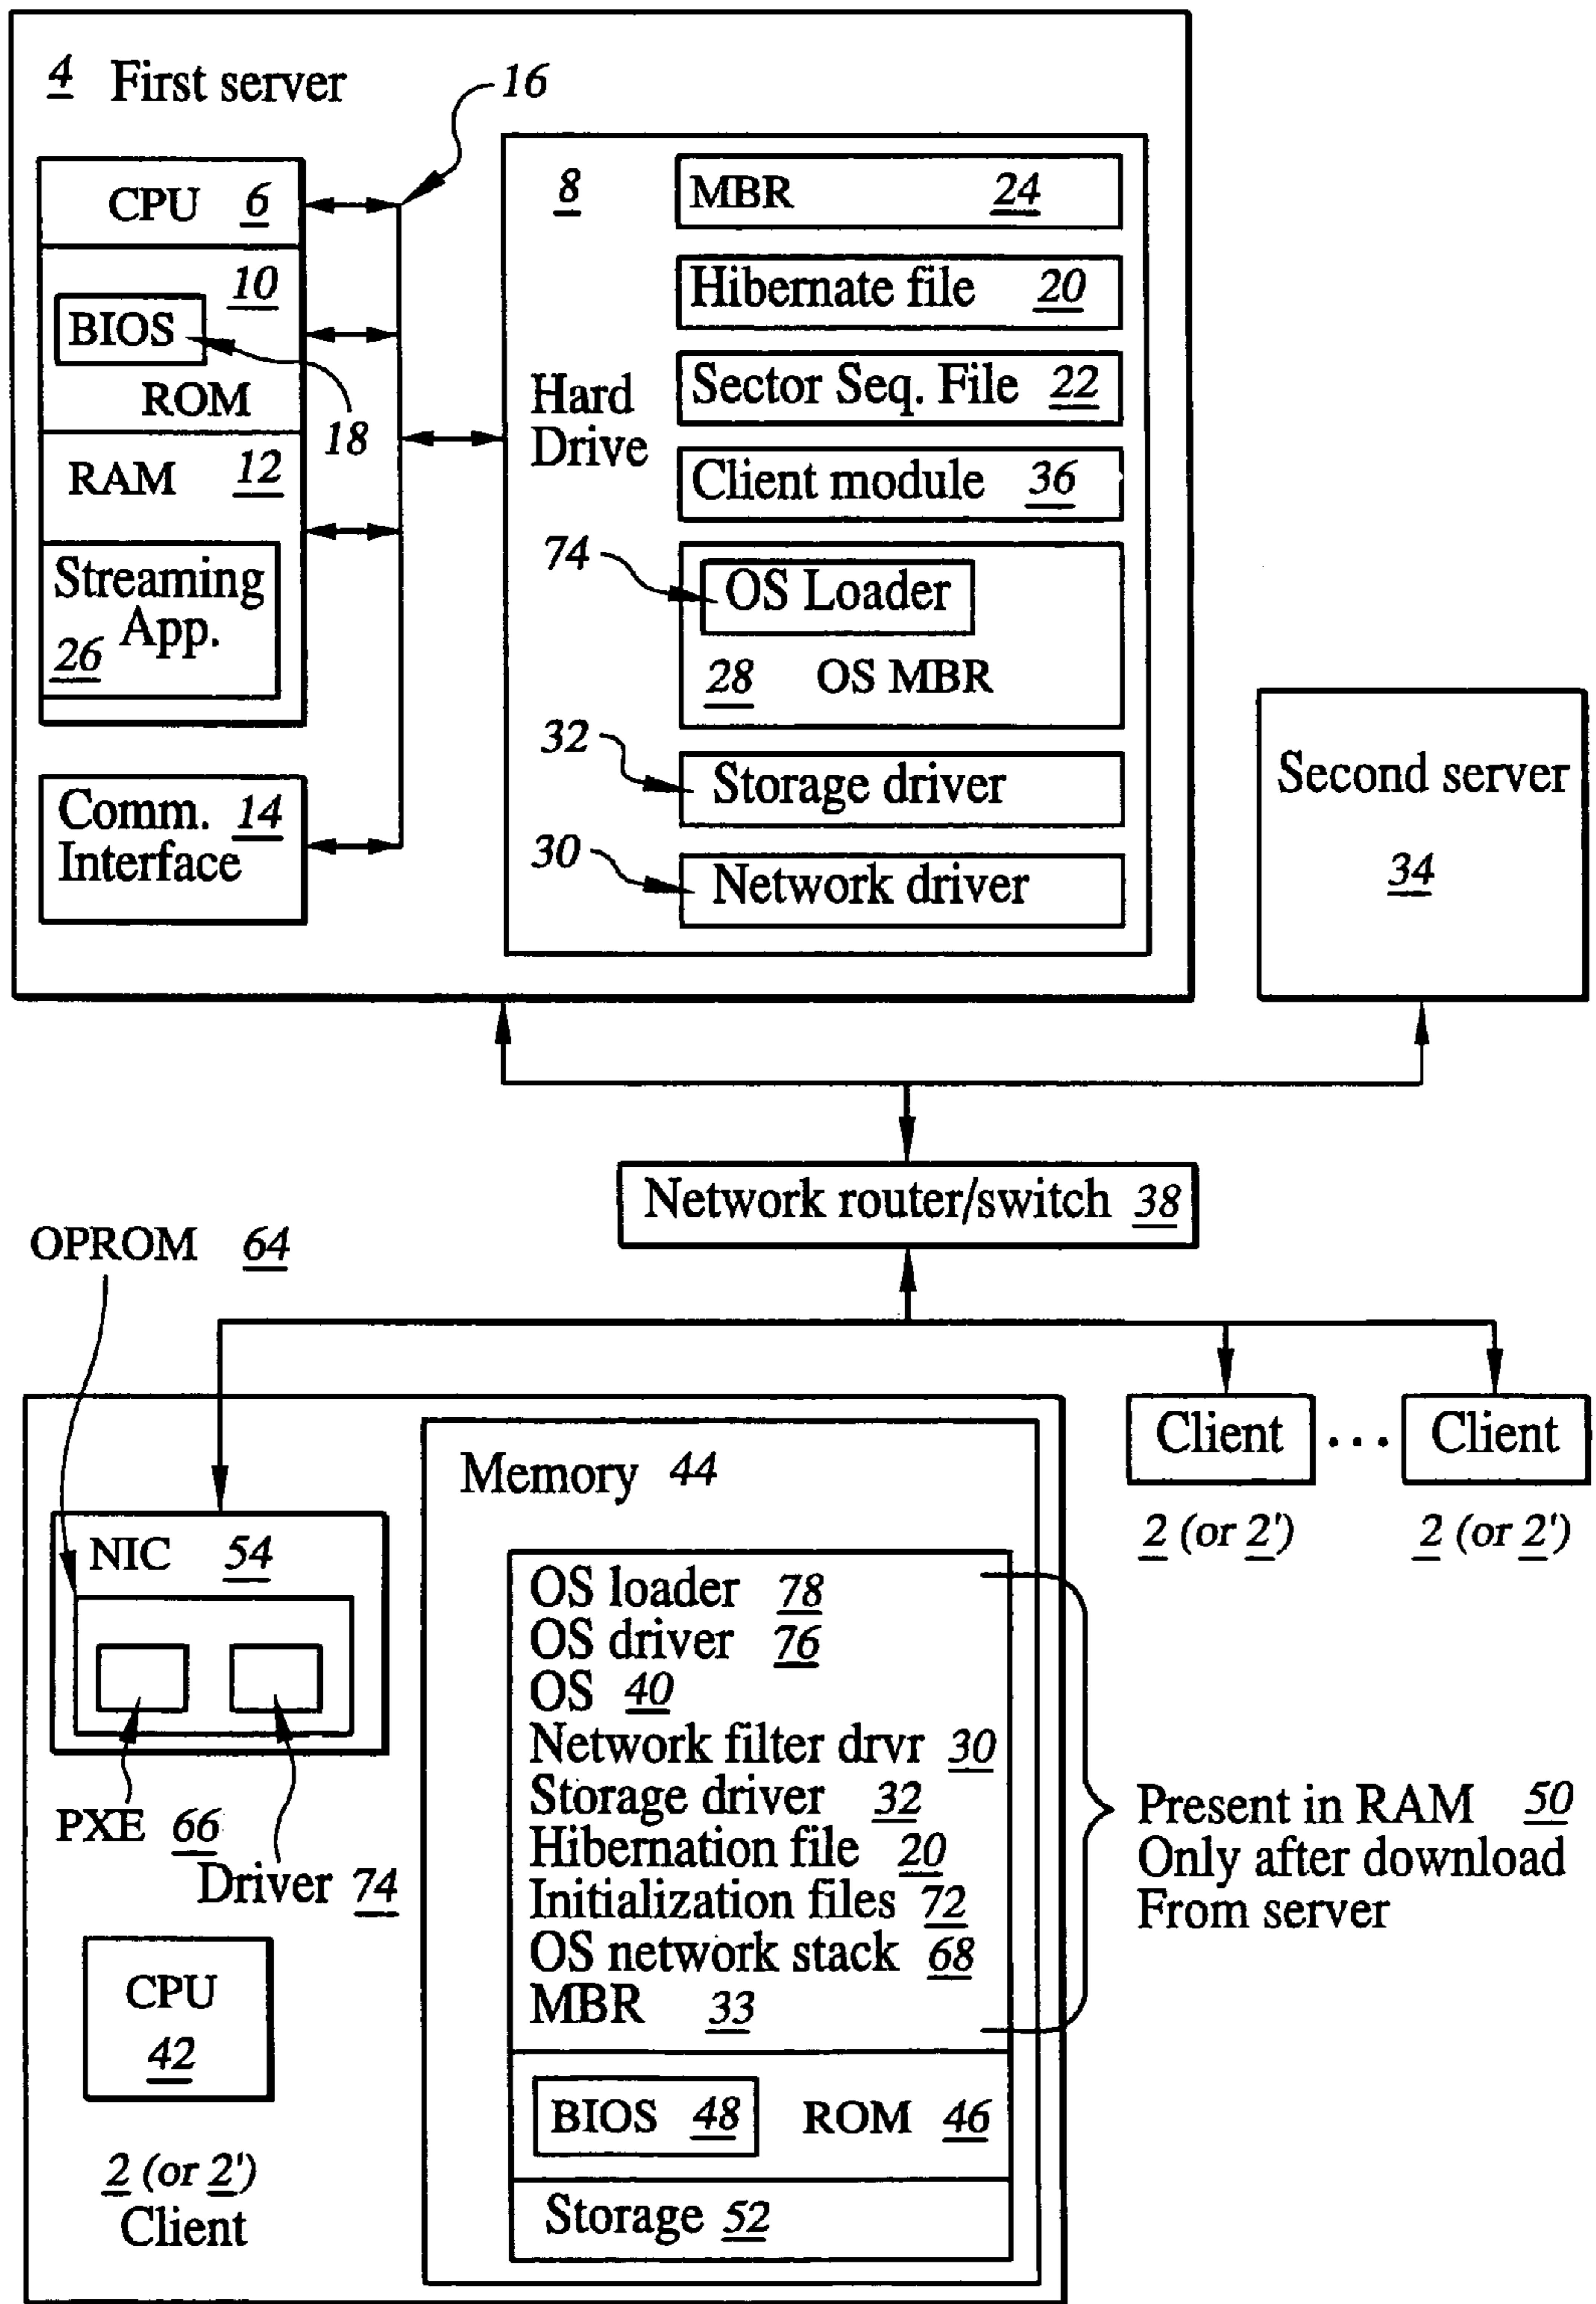 4 First server
16
CPU 6
10
BIOS
ROM
18
RAM 12
Streaming
App.
26
Comm. 14
Interface
8
Hard
Drive
MBR 24
Hibernate file 20
Sector Seq. File 22
Client module 36
74
OS Loader
28 OS MBR
32
Storage driver
30
Network driver
Second server
34
Network router/switch 38
OPROM 64
NIC 54
PXE 66
Driver 74
CPU
42
2 (or 2')
Client
Memory 44
OS loader 78
OS driver 76
OS 40
Network filter drvr 30
Storage driver 32
Hibernation file 20
Initialization files 72
OS network stack 68
MBR 33
BIOS 48 ROM 46
Storage 52
Client ... Client
2 (or 2') 2 (or 2')
Present in RAM 50
Only after download
From server